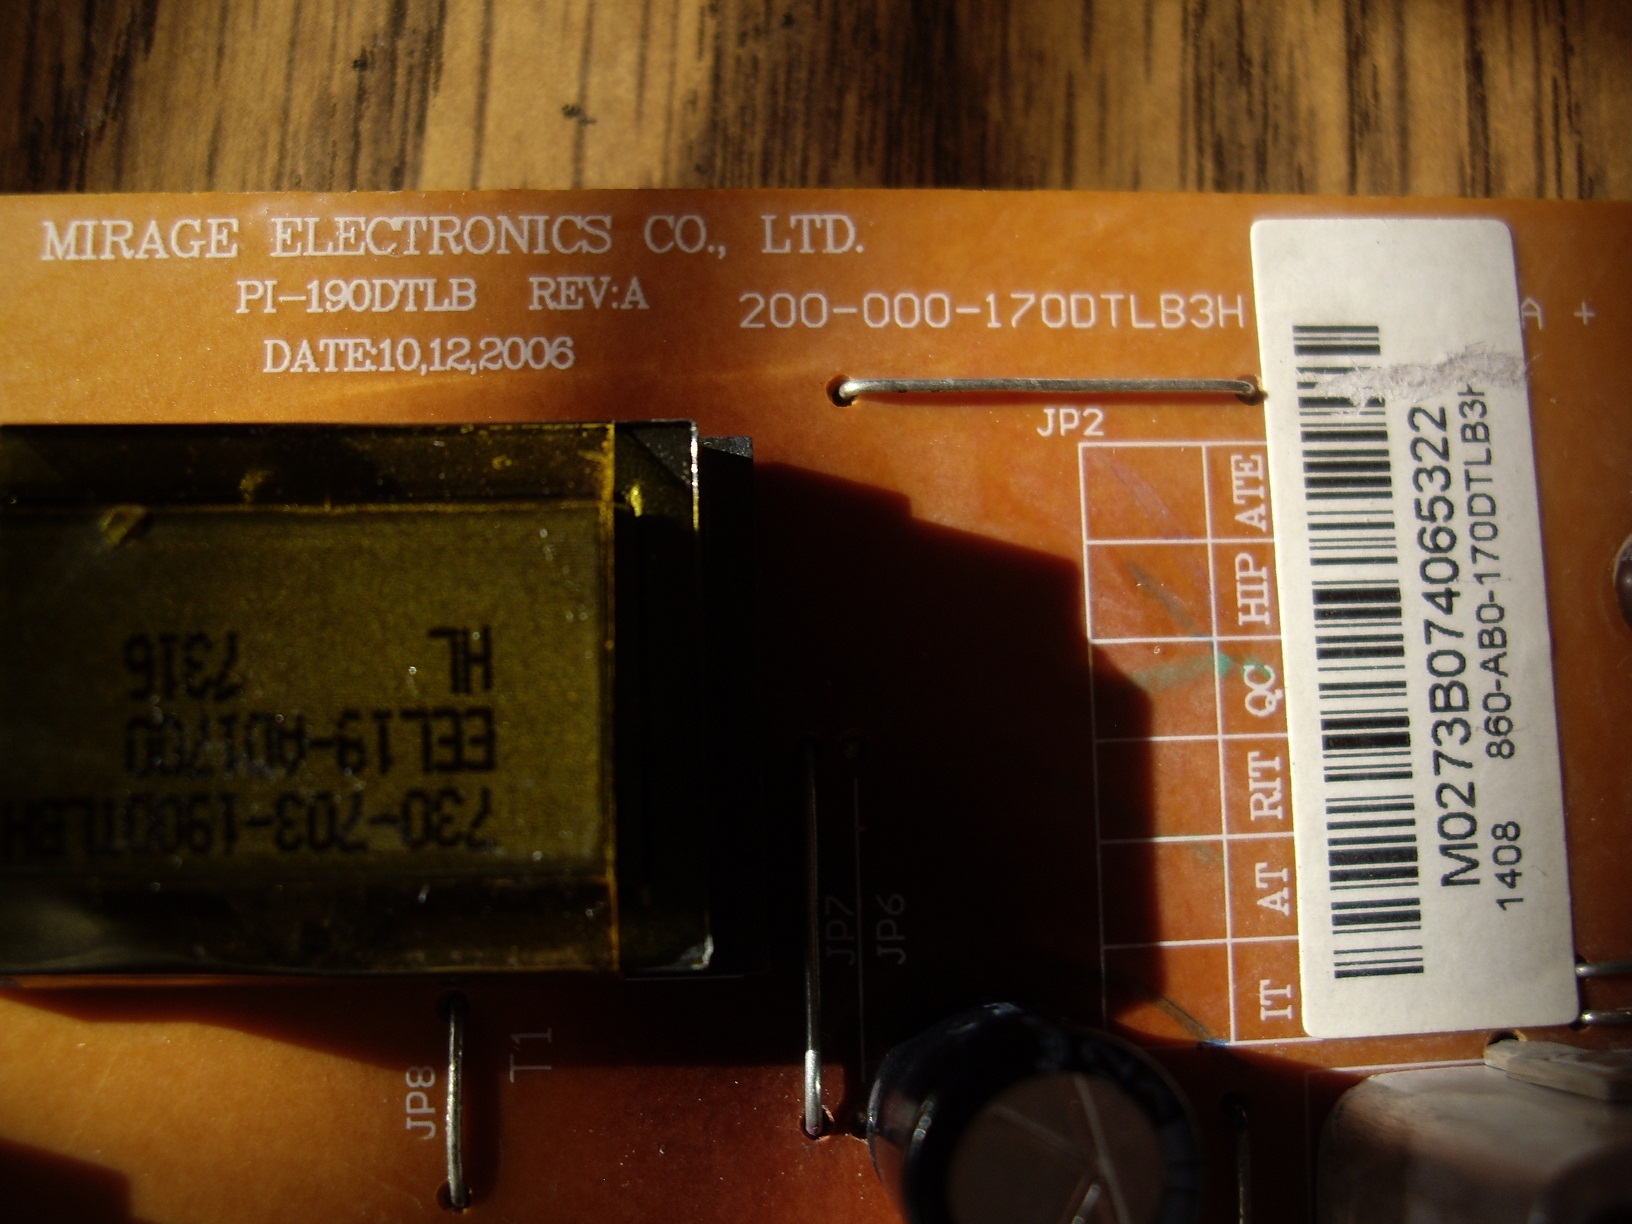 MIRAGE ELECTRONICS CO., LTD.
PI-190DTLB REV:A
DATE:10,12,2006
200-000-170DTLB3H
A +
JP2
ATE
HIP
QC
RIT
AT
IT
M0273B074065322
1408 860-AB0-170DTLB3H
730-703-190DTLBH
EEL19-AD170D
HL 7316
JP7
JP6
JP8
T1